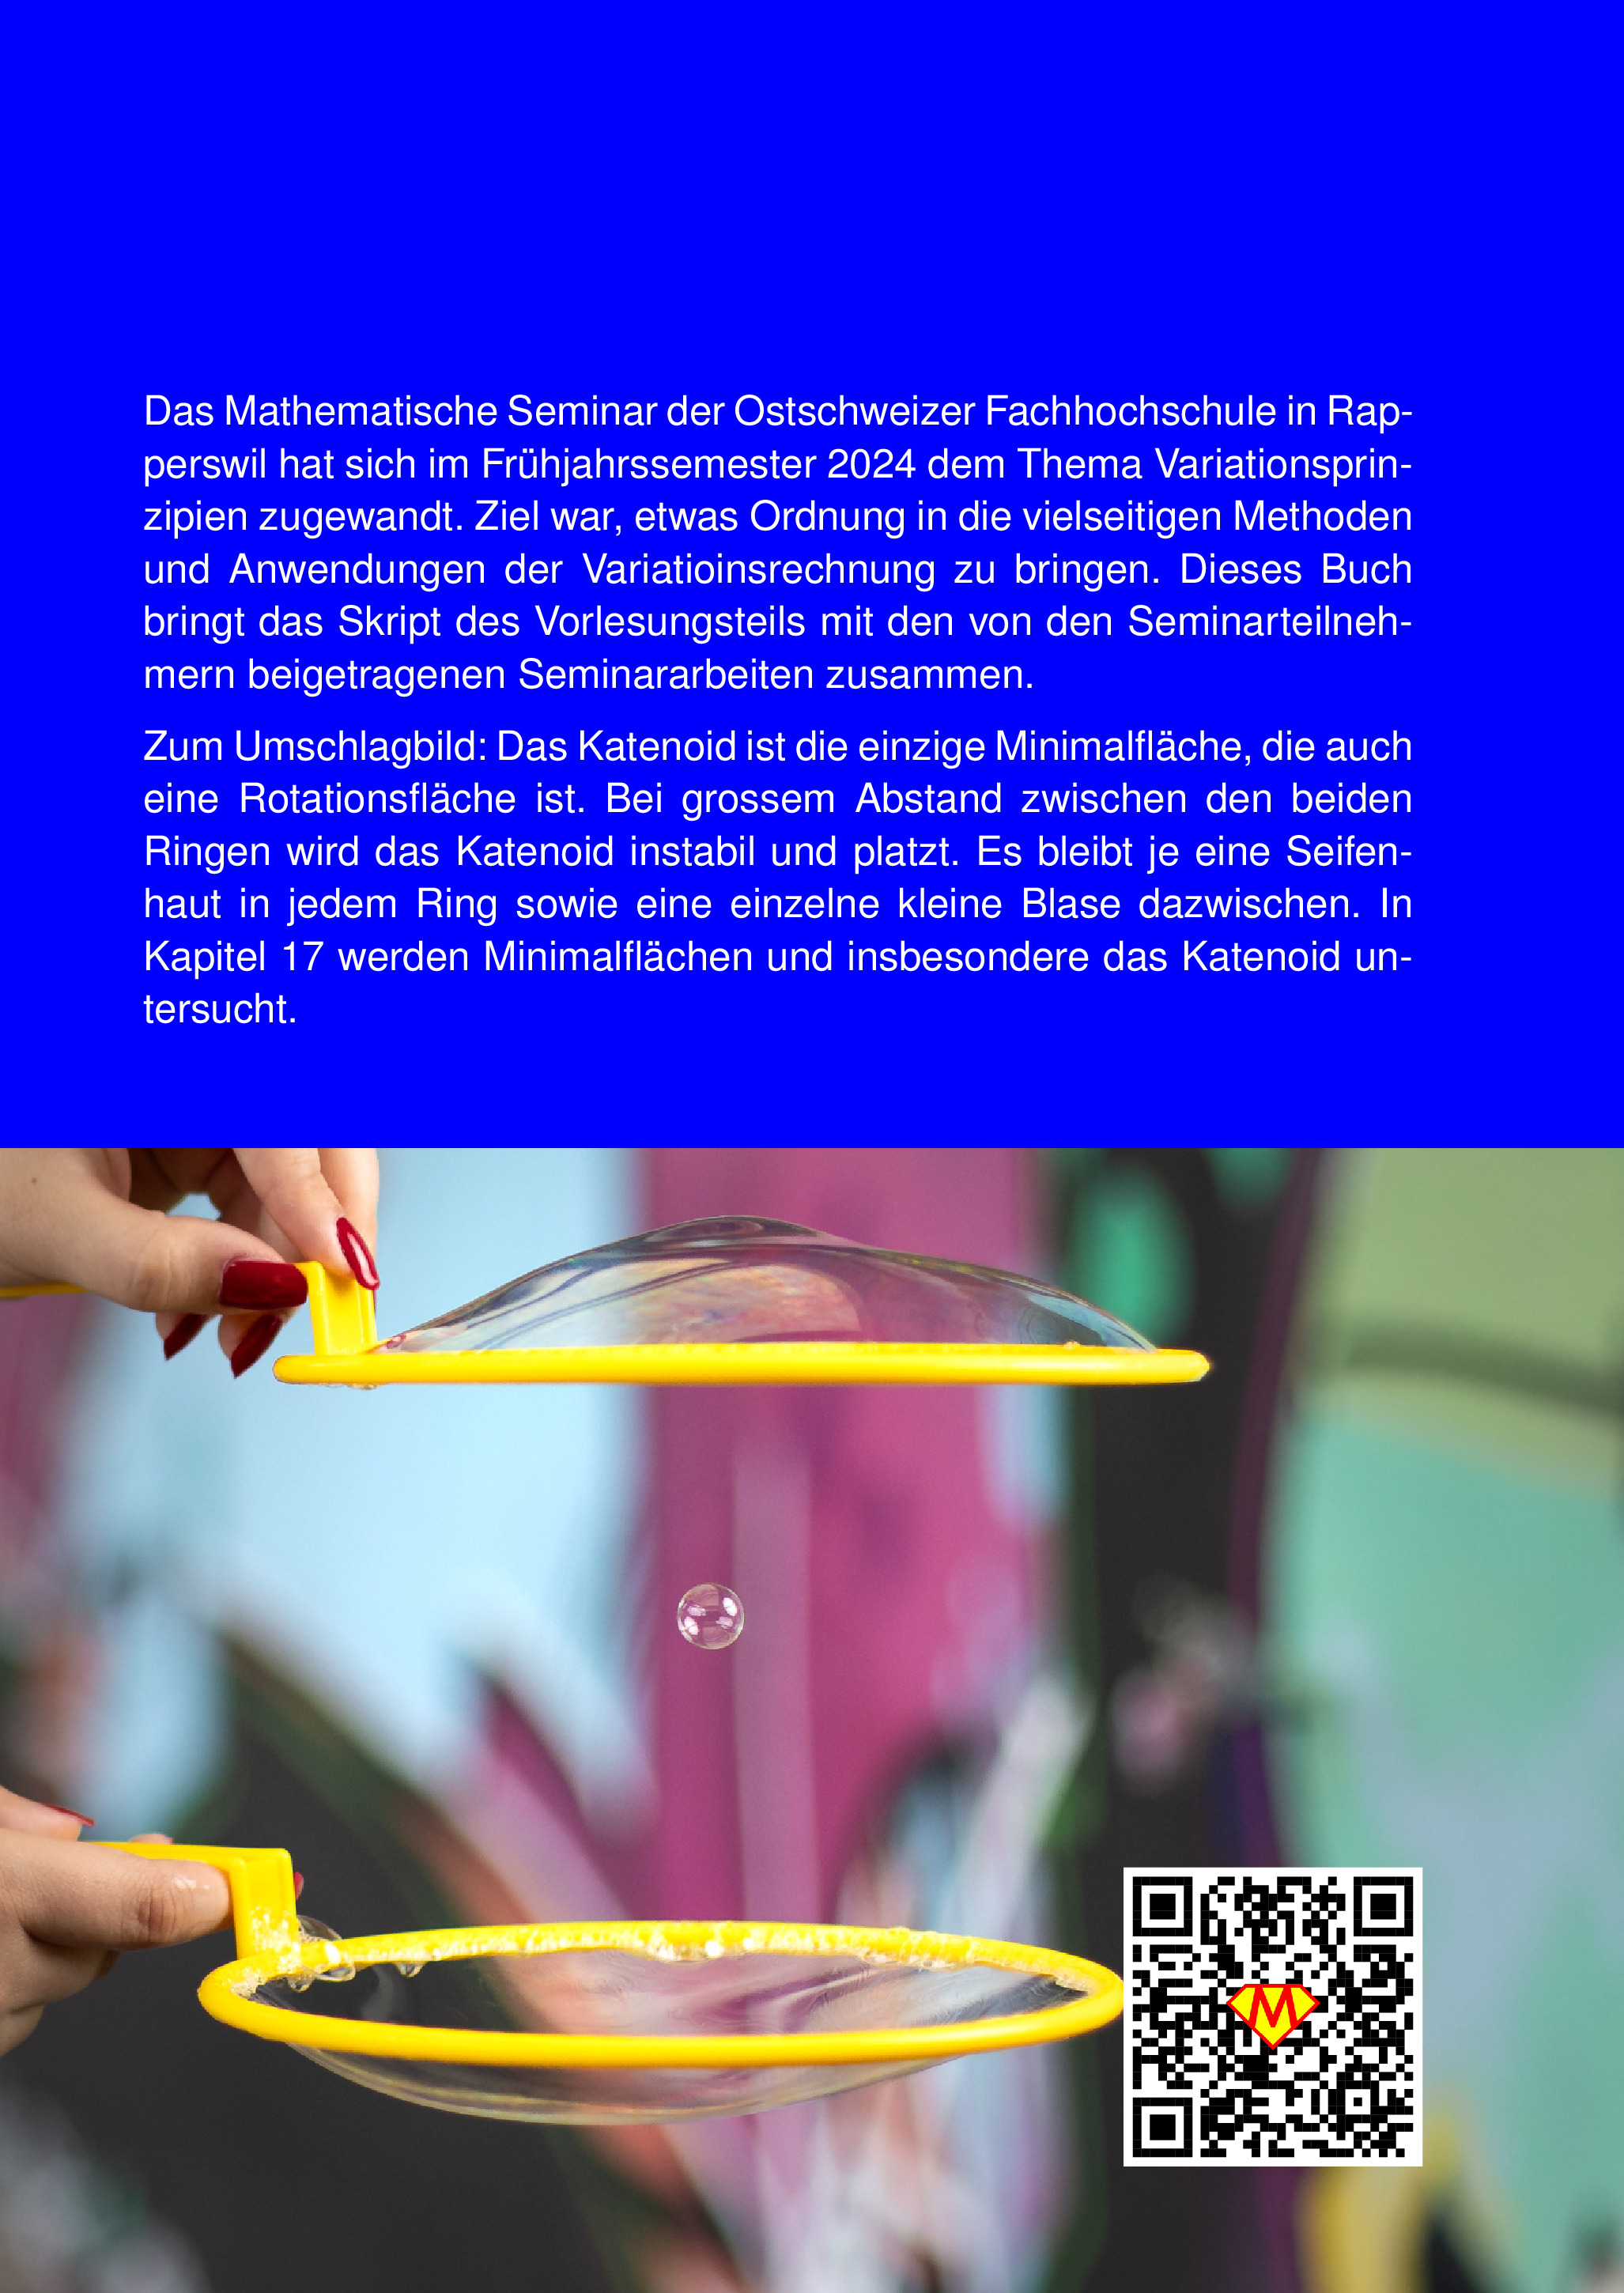 Das Mathematische Seminar der Ostschweizer Fachhochschule in Rap-
perswil hat sich im Frühjahrssemester 2024 dem Thema Variationsprin-
zipien zugewandt. Ziel war, etwas Ordnung in die vielseitigen Methoden
und Anwendungen der Variatioinsrechnung zu bringen. Dieses Buch
bringt das Skript des Vorlesungsteils mit den von den Seminarteilneh-
mern beigetragenen Seminararbeiten zusammen.
Zum Umschlagbild: Das Katenoid ist die einzige Minimalfläche, die auch
eine Rotationsfläche ist. Bei grossem Abstand zwischen den beiden
Ringen wird das Katenoid instabil und platzt. Es bleibt je eine Seifen-
haut in jedem Ring sowie eine einzelne kleine Blase dazwischen. In
Kapitel 17 werden Minimalflächen und insbesondere das Katenoid un-
tersucht.
M